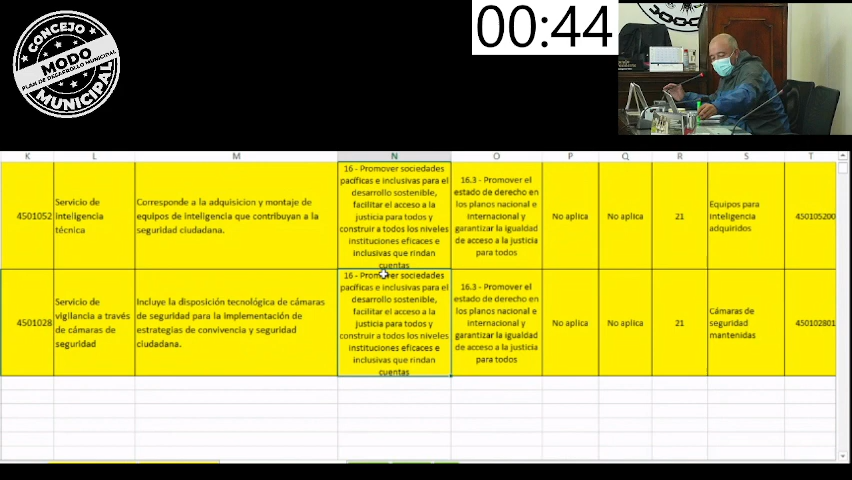 CONCEJO
MODO
PLAN DE DESARROLLO MUNICIPAL
MUNICIPAL
00:44
K L M N O P Q R S T
4501052
Servicio de
inteligencia
técnica
Corresponde a la adquisicion y montaje de
equipos de inteligencia que contribuyan a la
seguridad ciudadana.
16 - Promover sociedades
pacíficas e inclusivas para el
desarrollo sostenible,
facilitar el acceso a la
justicia para todos y
construir a todos los niveles
instituciones eficaces e
inclusivas que rindan
cuentas
16.3 - Promover el
estado de derecho en
los planos nacional e
internacional y
garantizar la igualdad
de acceso a la justicia
para todos
No aplica
No aplica
21
Equipos para
inteligencia
adquiridos
450105200
4501028
Servicio de
vigilancia a través
de cámaras de
seguridad
Incluye la disposición tecnológica de cámaras
de seguridad para la implementación de
estrategias de convivencia y seguridad
ciudadana.
16 - Promover sociedades
pacíficas e inclusivas para el
desarrollo sostenible,
facilitar el acceso a la
justicia para todos y
construir a todos los niveles
instituciones eficaces e
inclusivas que rindan
cuentas
16.3 - Promover el
estado de derecho en
los planos nacional e
internacional y
garantizar la igualdad
de acceso a la justicia
para todos
No aplica
No aplica
21
Cámaras de
seguridad
mantenidas
450102801